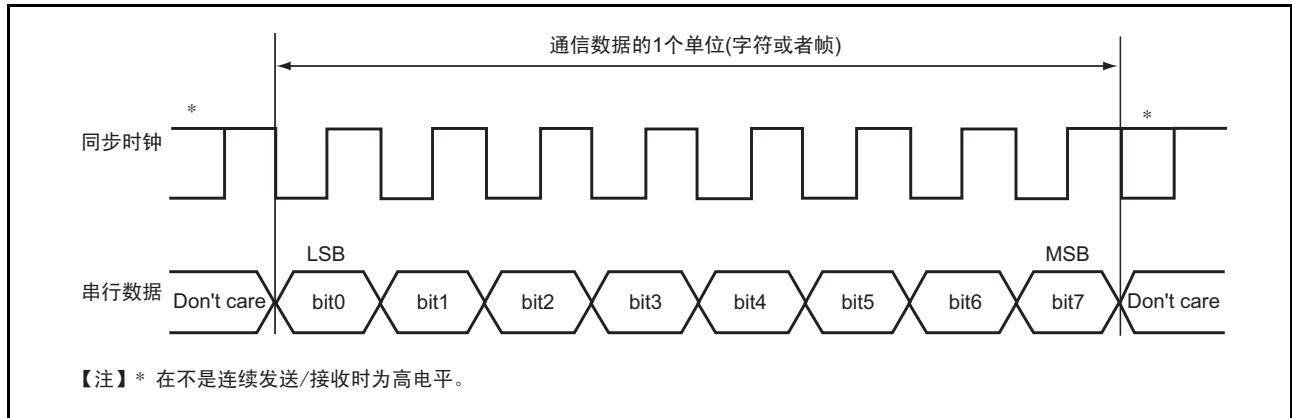 通信数据的1个单位(字符或者帧)
* *
同步时钟
LSB MSB
串行数据 Don't care bit0 bit1 bit2 bit3 bit4 bit5 bit6 bit7 Don't care
【注】* 在不是连续发送/接收时为高电平。